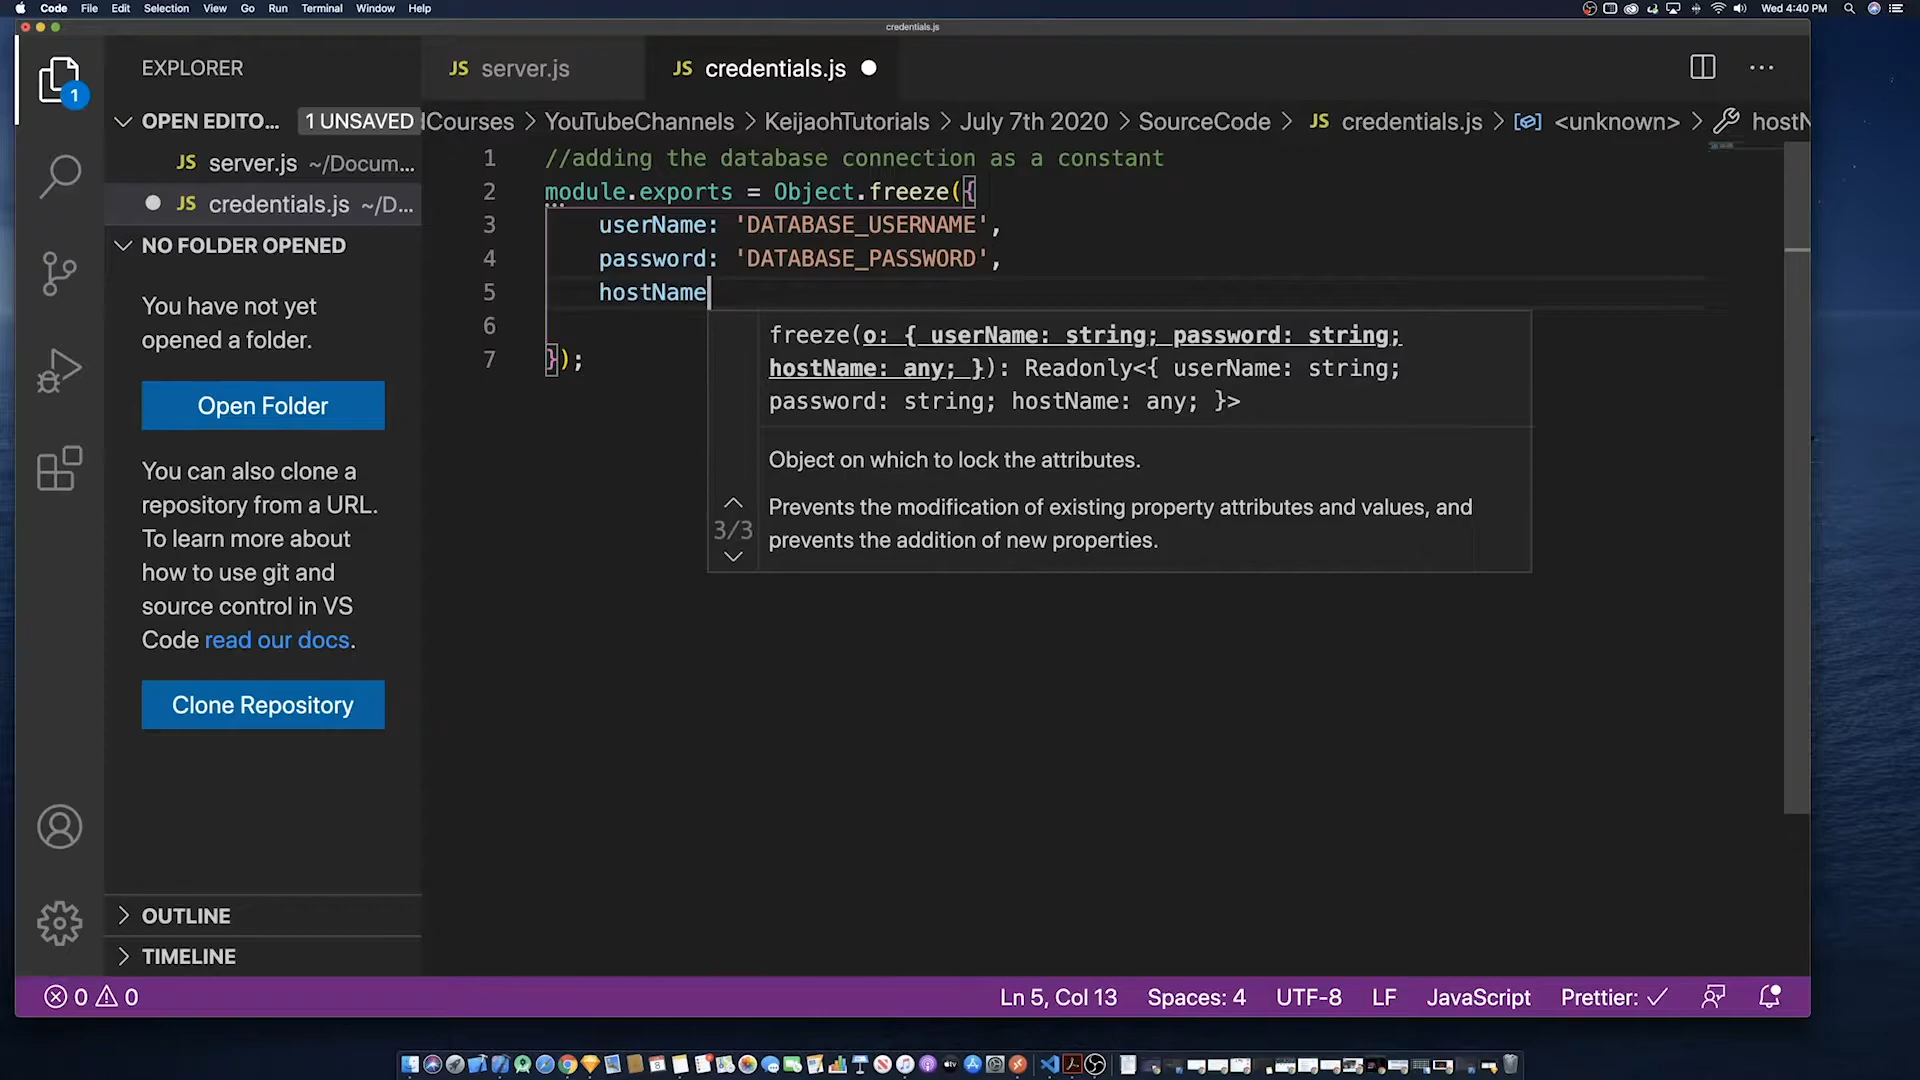 Code File Edit Selection View Go Run Terminal Window Help
Wed 4:40 PM
credentials.js
EXPLORER
JS server.js
JS credentials.js
1
OPEN EDITO... 1 UNSAVED
JS server.js ~/Docum...
JS credentials.js ~/D...
NO FOLDER OPENED
You have not yet
opened a folder.
Open Folder
You can also clone a
repository from a URL.
To learn more about
how to use git and
source control in VS
Code read our docs.
Clone Repository
OUTLINE
TIMELINE
dCourses > YouTubeChannels > KeijaohTutorials > July 7th 2020 > SourceCode > JS credentials.js > <unknown> > hostN
1 //adding the database connection as a constant
2 module.exports = Object.freeze({
3 userName: 'DATABASE_USERNAME',
4 password: 'DATABASE_PASSWORD',
5 hostName
6
7 });
freeze(o: { userName: string; password: string;
hostName: any; }): Readonly<{ userName: string;
password: string; hostName: any; }>
Object on which to lock the attributes.
3/3
Prevents the modification of existing property attributes and values, and
prevents the addition of new properties.
0 0
Ln 5, Col 13 Spaces: 4 UTF-8 LF JavaScript Prettier: ✓